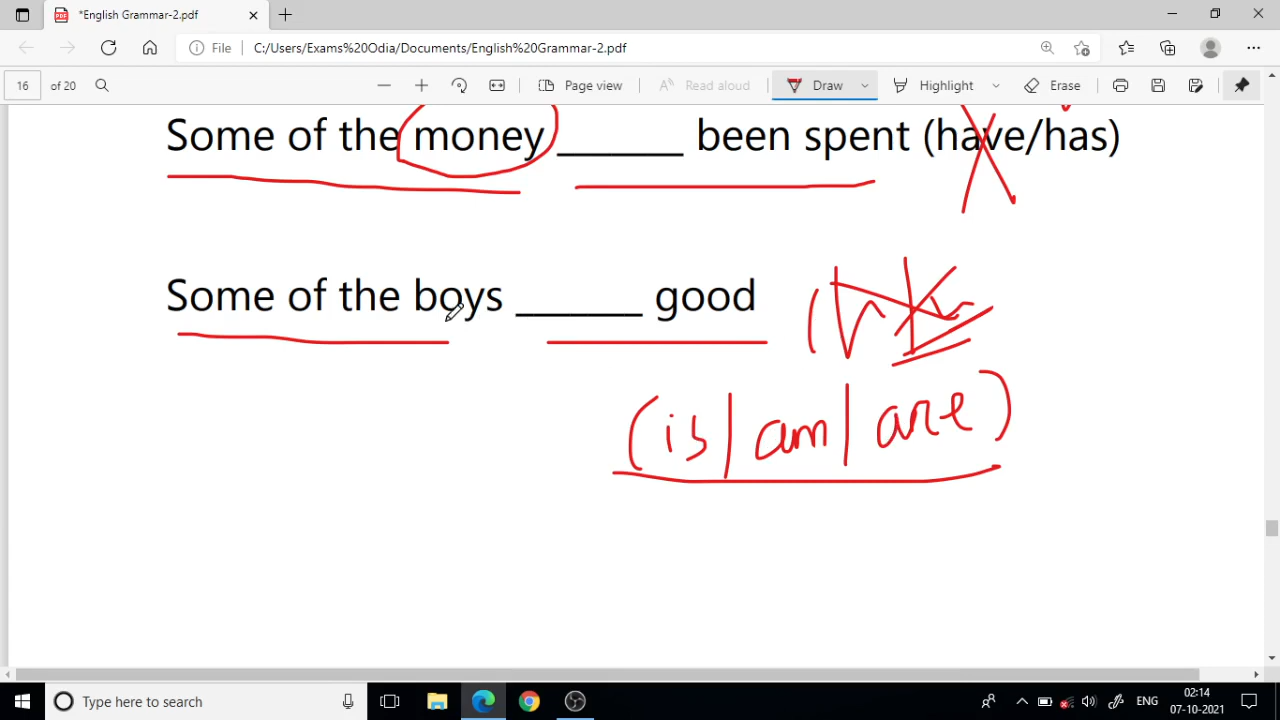 *English Grammar-2.pdf
File C:/Users/Exams%20Odia/Documents/English%20Grammar-2.pdf
16 of 20 Page view Read aloud Draw Highlight Erase
Some of the money ______ been spent (have/has)
Some of the boys ______ good
(is|am|are)
Type here to search
ENG
02:14
07-10-2021